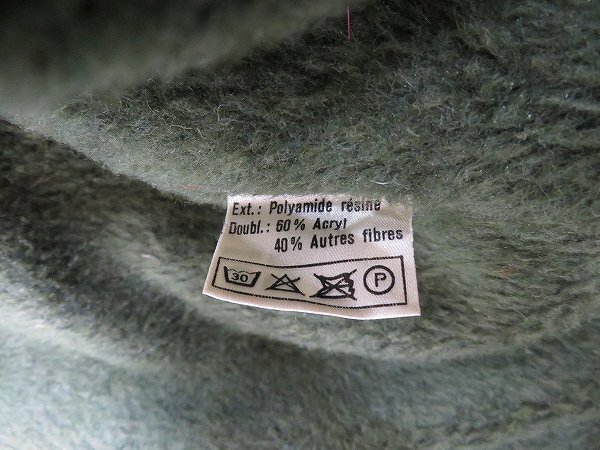 Ext.: Polyamide résine
Doubl.: 60% Acryl
40% Autres fibres
30 P